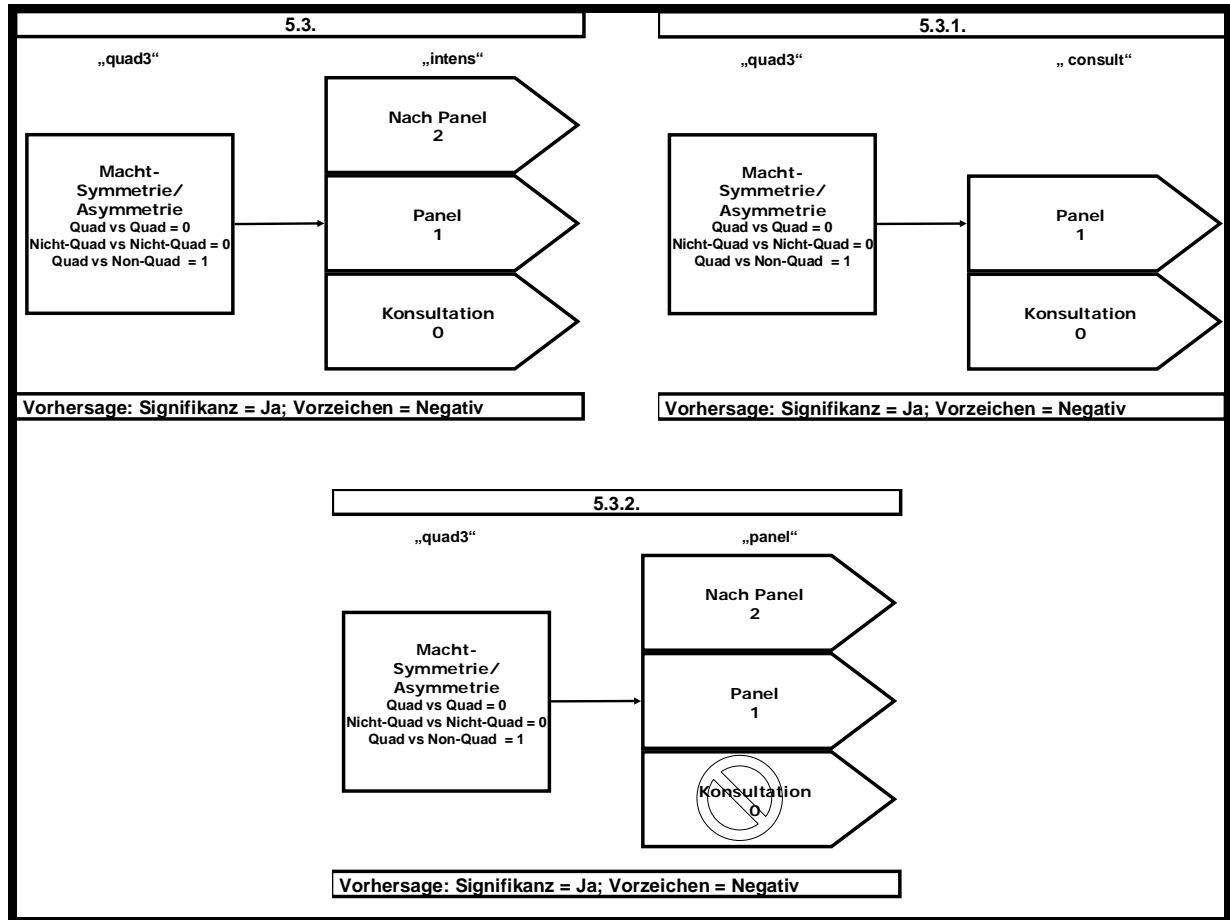 5.3.
„quad3“
„intens“
Macht-
Symmetrie/
Asymmetrie
Quad vs Quad = 0
Nicht-Quad vs Nicht-Quad = 0
Quad vs Non-Quad = 1
Nach Panel
2
Panel
1
Konsultation
0
Vorhersage: Signifikanz = Ja; Vorzeichen = Negativ
5.3.1.
„quad3“
„ consult“
Macht-
Symmetrie/
Asymmetrie
Quad vs Quad = 0
Nicht-Quad vs Nicht-Quad = 0
Quad vs Non-Quad = 1
Panel
1
Konsultation
0
Vorhersage: Signifikanz = Ja; Vorzeichen = Negativ
5.3.2.
„quad3“
„panel“
Macht-
Symmetrie/
Asymmetrie
Quad vs Quad = 0
Nicht-Quad vs Nicht-Quad = 0
Quad vs Non-Quad = 1
Nach Panel
2
Panel
1
Konsultation
0
Vorhersage: Signifikanz = Ja; Vorzeichen = Negativ